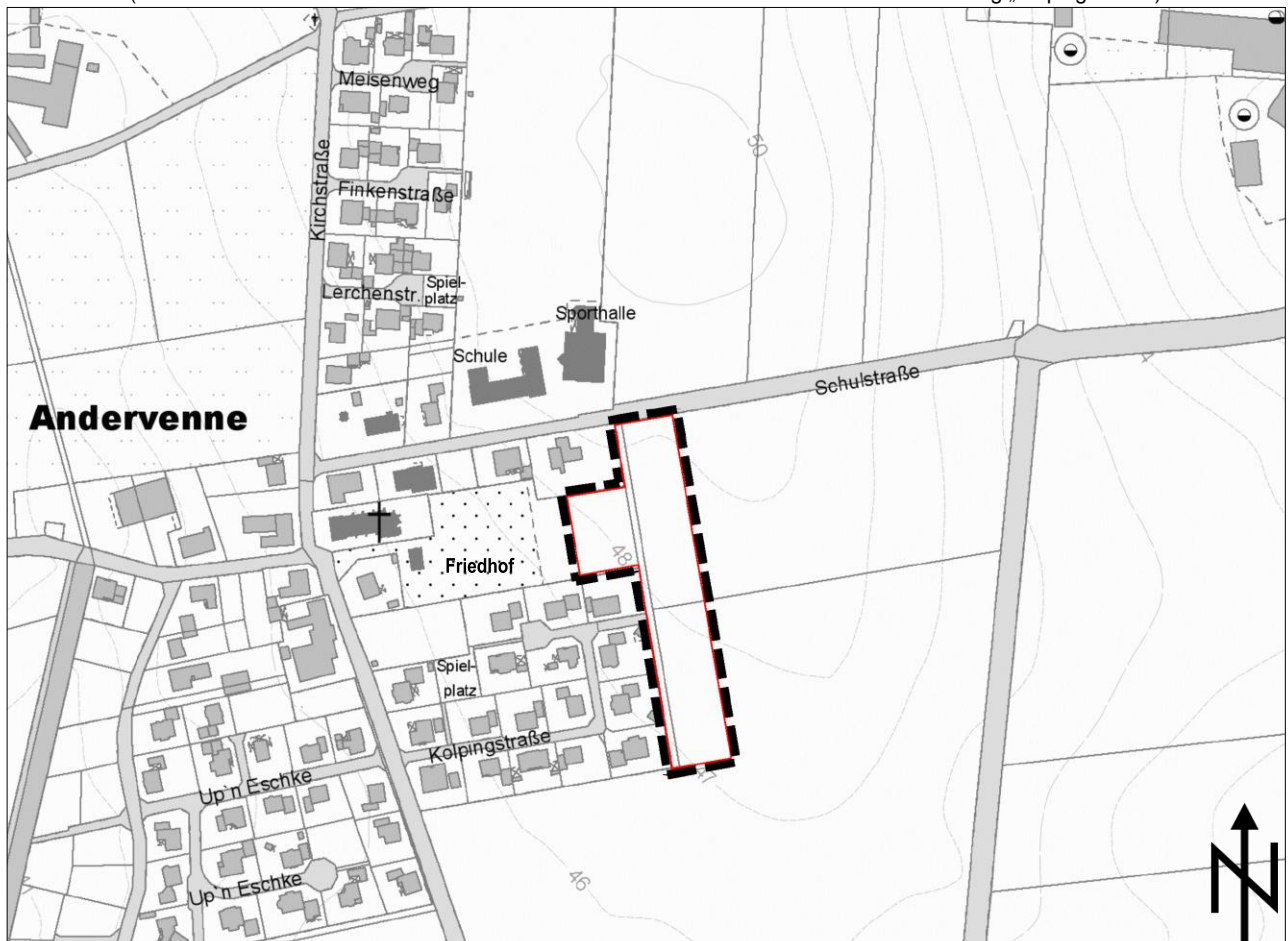 Meisenweg
Kirchstraße
Finkenstraße
50
Lerchenstr.
Spiel-
platz
Sporthalle
Schule
Schulstraße
Andervenne
Friedhof
48
Spiel-
platz
Kolpingstraße
47
Up'n Eschke
46
Up'n Eschke
N